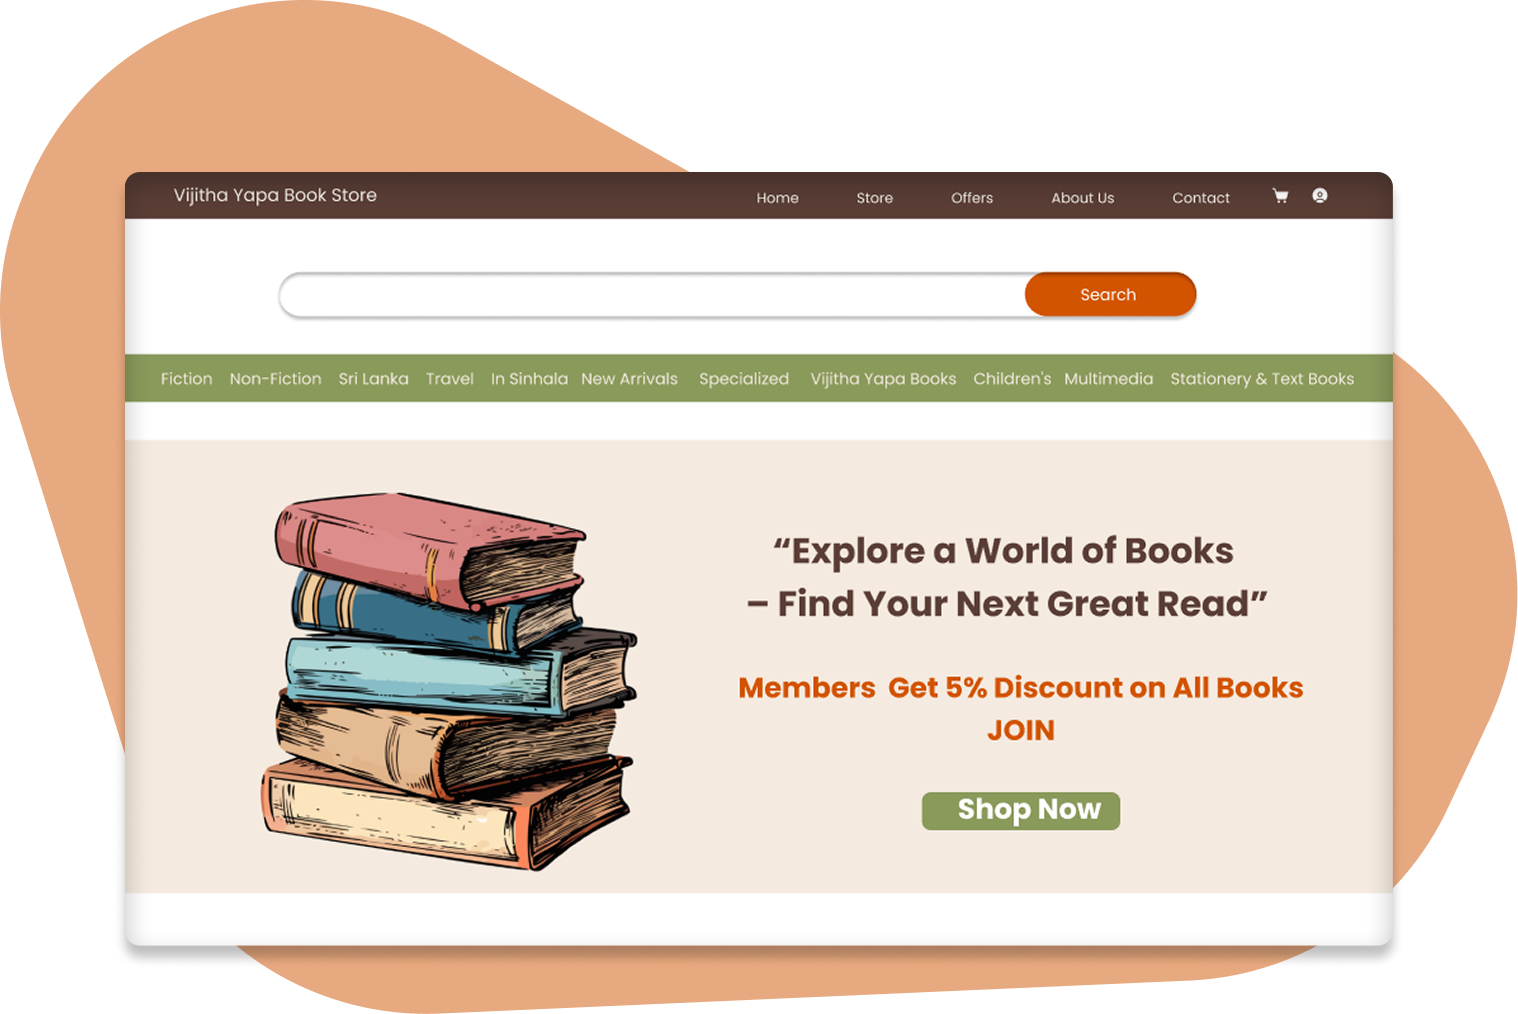 Vijitha Yapa Book Store Home Store Offers About Us Contact
Search
Fiction Non-Fiction Sri Lanka Travel In Sinhala New Arrivals Specialized Vijitha Yapa Books Children's Multimedia Stationery & Text Books
“Explore a World of Books
– Find Your Next Great Read”
Members Get 5% Discount on All Books
JOIN
Shop Now